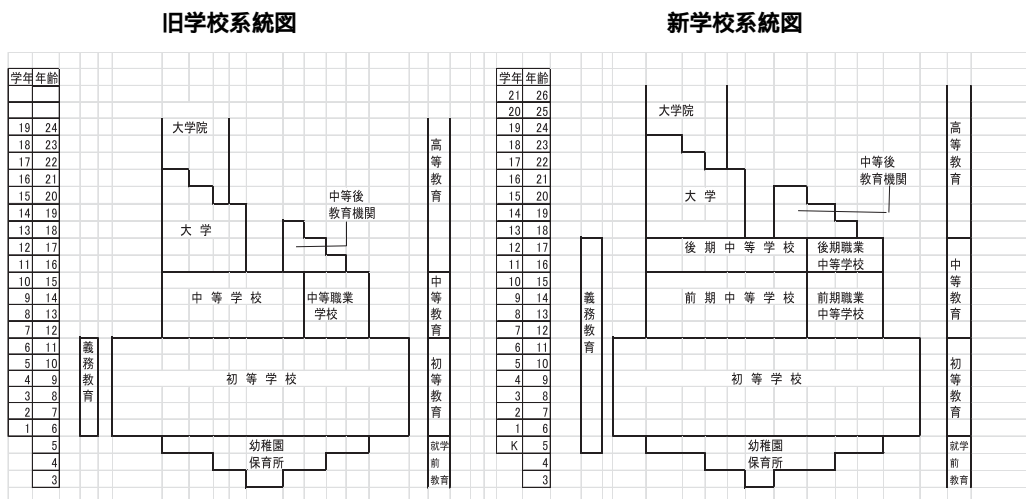 旧学校系統図
学年 年齢
19 24 大学院
18 23 高
17 22 等
16 21 教
15 20 中等後 育
14 19 教育機関
13 18 大 学
12 17
11 16
10 15 中
9 14 中 等 学 校 中等職業 等
8 13 学校 教
7 12 育
6 11 義
5 10 務 初
4 9 教 初 等 学 校 等
3 8 育 教
2 7 育
1 6
5 幼稚園 就学
4 保育所 前
3 教育
新学校系統図
学年 年齢
21 26
20 25 大学院
19 24 高
18 23 等
17 22 中等後 教
16 21 教育機関 育
15 20 大 学
14 19
13 18
12 17 後 期 中 等 学 校 後期職業
11 16 中等学校 中
10 15 等
9 14 義 前 期 中 等 学 校 前期職業 教
8 13 務 中等学校 育
7 12 教
6 11 育
5 10 初
4 9 初 等 学 校 等
3 8 教
2 7 育
1 6
K 5 幼稚園 就学
4 保育所 前
3 教育